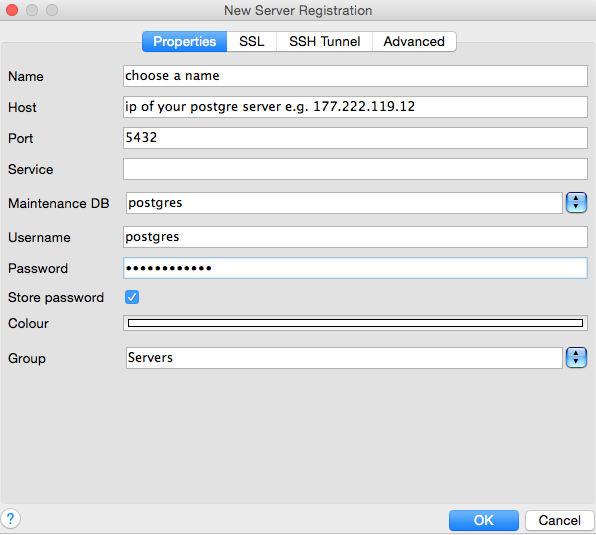 New Server Registration
Properties SSL SSH Tunnel Advanced
Name choose a name
Host ip of your postgre server e.g. 177.222.119.12
Port 5432
Service
Maintenance DB postgres
Username postgres
Password ••••••••••••
Store password
Colour
Group Servers
? OK Cancel